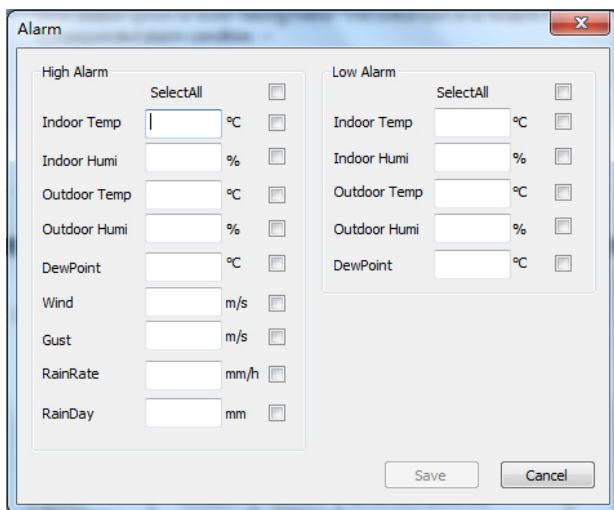 Alarm
High Alarm
SelectAll
Indoor Temp ℃
Indoor Humi %
Outdoor Temp ℃
Outdoor Humi %
DewPoint ℃
Wind m/s
Gust m/s
RainRate mm/h
RainDay mm
Low Alarm
SelectAll
Indoor Temp ℃
Indoor Humi %
Outdoor Temp ℃
Outdoor Humi %
DewPoint ℃
Save Cancel